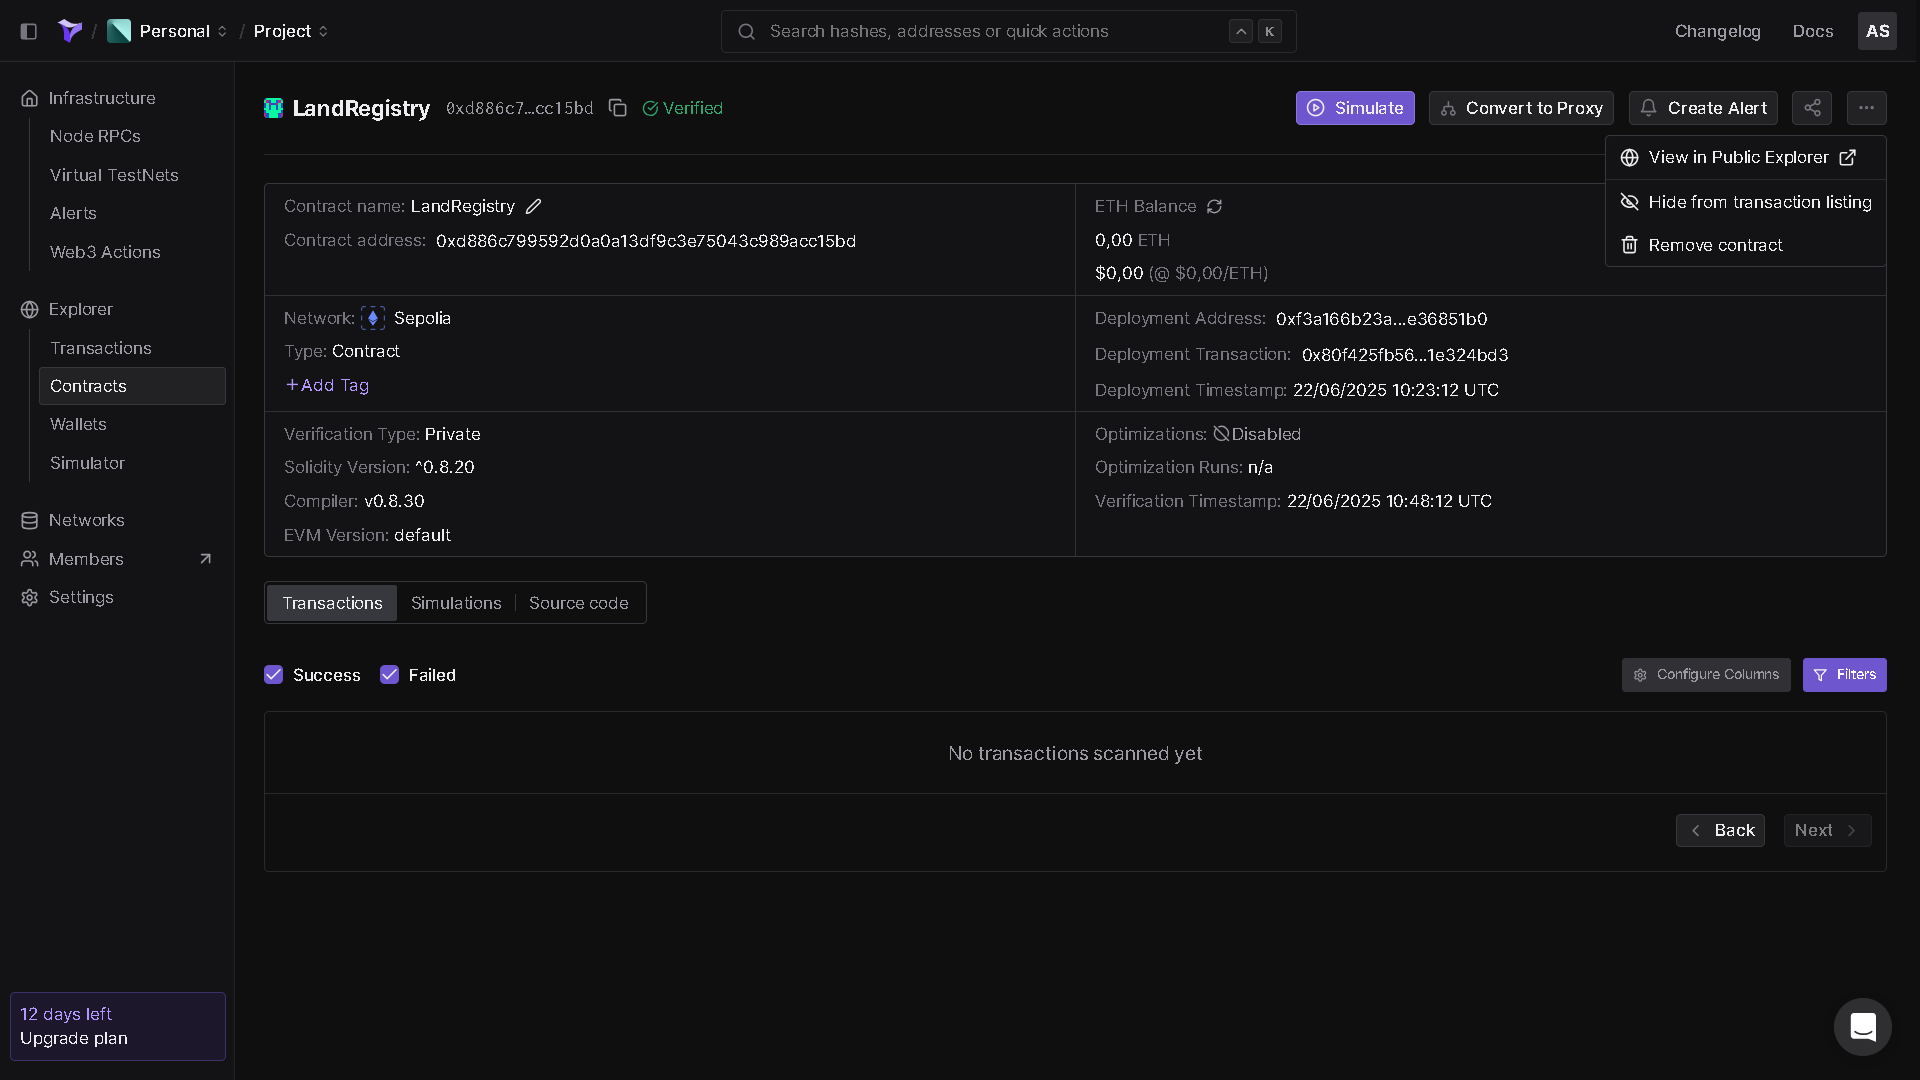 Personal / Project
Search hashes, addresses or quick actions
K
Changelog
Docs
AS
Infrastructure
Node RPCs
Virtual TestNets
Alerts
Web3 Actions
Explorer
Transactions
Contracts
Wallets
Simulator
Networks
Members
Settings
12 days left
Upgrade plan
LandRegistry 0xd886c7...cc15bd Verified
Simulate
Convert to Proxy
Create Alert
View in Public Explorer
Hide from transaction listing
Remove contract
Contract name: LandRegistry
Contract address: 0xd886c799592d0a0a13df9c3e75043c989acc15bd
ETH Balance
0,00 ETH
$0,00 (@ $0,00/ETH)
Network: Sepolia
Type: Contract
+Add Tag
Deployment Address: 0xf3a166b23a...e36851b0
Deployment Transaction: 0x80f425fb56...1e324bd3
Deployment Timestamp: 22/06/2025 10:23:12 UTC
Verification Type: Private
Solidity Version: ^0.8.20
Compiler: v0.8.30
EVM Version: default
Optimizations: Disabled
Optimization Runs: n/a
Verification Timestamp: 22/06/2025 10:48:12 UTC
Transactions
Simulations
Source code
Success
Failed
Configure Columns
Filters
No transactions scanned yet
Back
Next